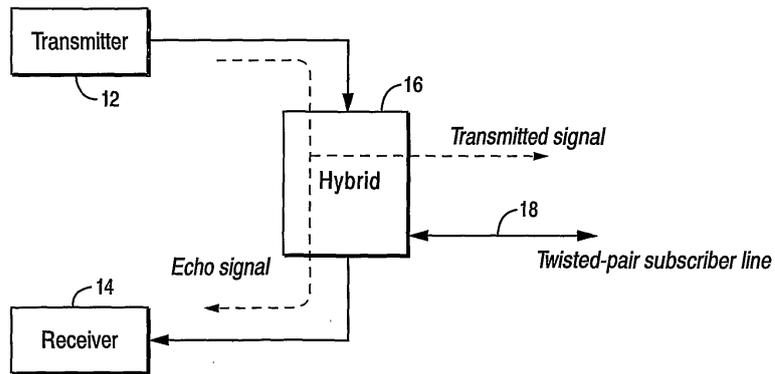 Transmitter
12
16
Transmitted signal
Hybrid
18
Echo signal
Twisted-pair subscriber line
14
Receiver